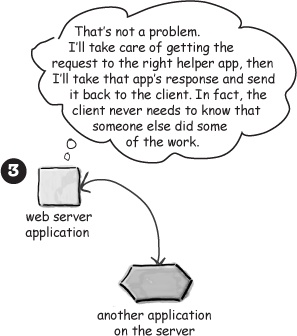 That's not a problem.
I'll take care of getting the
request to the right helper app, then
I'll take that app's response and send
it back to the client. In fact, the
client never needs to know that
someone else did some
of the work.
3
web server
application
another application
on the server